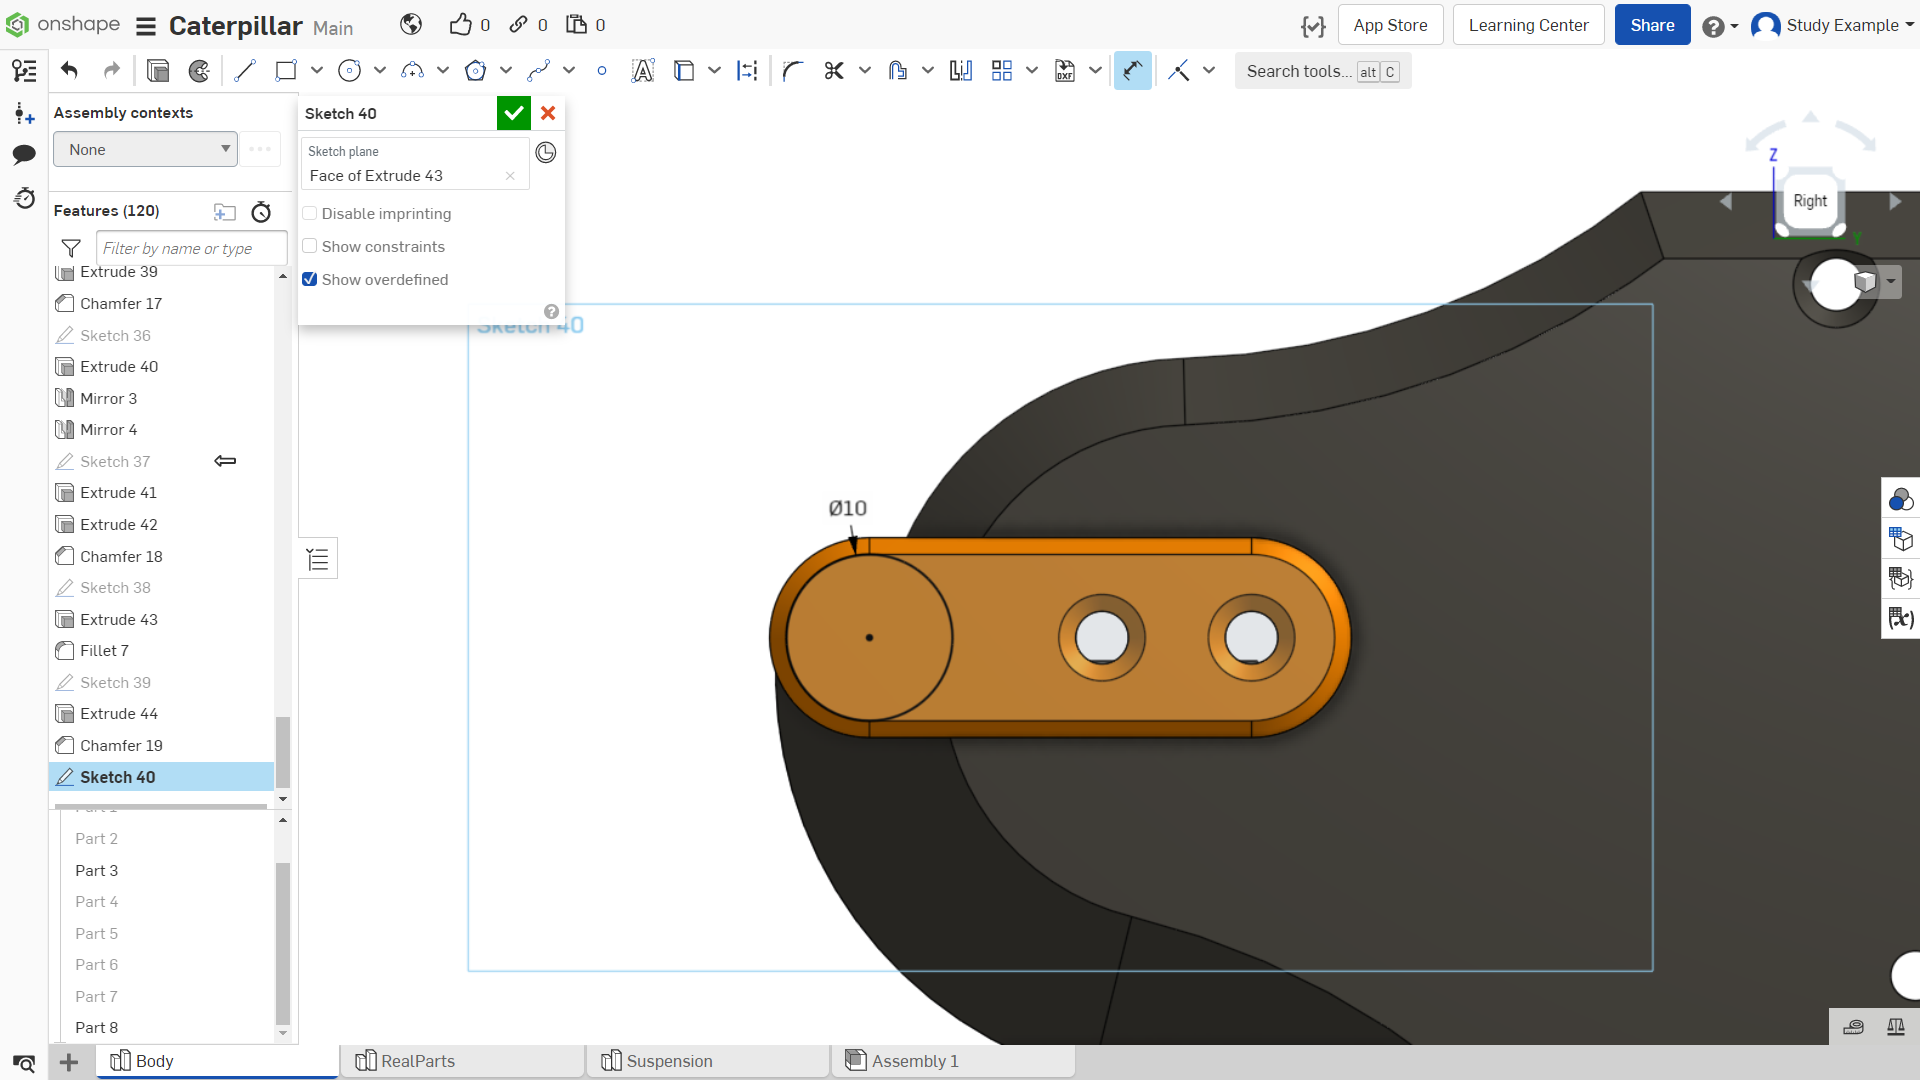 onshape Caterpillar Main 0 0 0 App Store Learning Center Share Study Example
Search tools... alt C
Assembly contexts
None
Features (120)
Filter by name or type
Extrude 39
Chamfer 17
Sketch 36
Extrude 40
Mirror 3
Mirror 4
Sketch 37
Extrude 41
Extrude 42
Chamfer 18
Sketch 38
Extrude 43
Fillet 7
Sketch 39
Extrude 44
Chamfer 19
Sketch 40
Part 2
Part 3
Part 4
Part 5
Part 6
Part 7
Part 8
Sketch 40
Sketch plane
Face of Extrude 43
Disable imprinting
Show constraints
Show overdefined
Sketch 40
Ø10
Z
Right
Y
Body RealParts Suspension Assembly 1